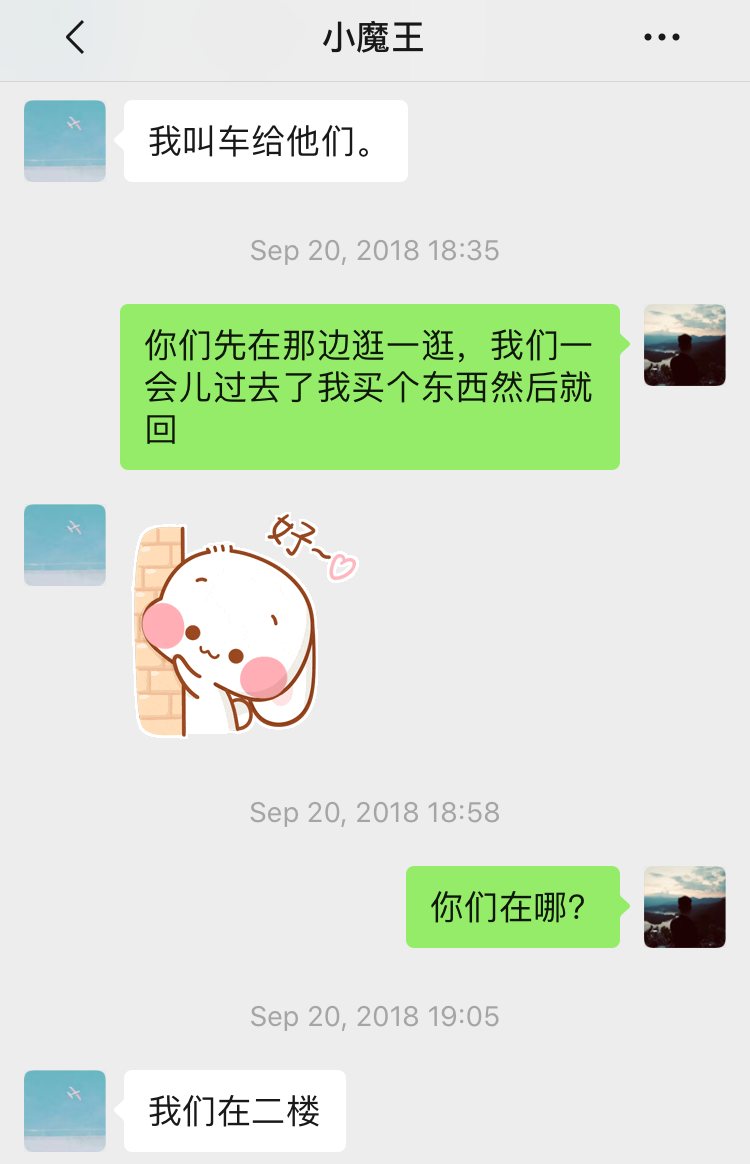 小魔王
我叫车给他们。
Sep 20, 2018 18:35
你们先在那边逛一逛，我们一
会儿过去了我买个东西然后就
回
好~
Sep 20, 2018 18:58
你们在哪?
Sep 20, 2018 19:05
我们在二楼